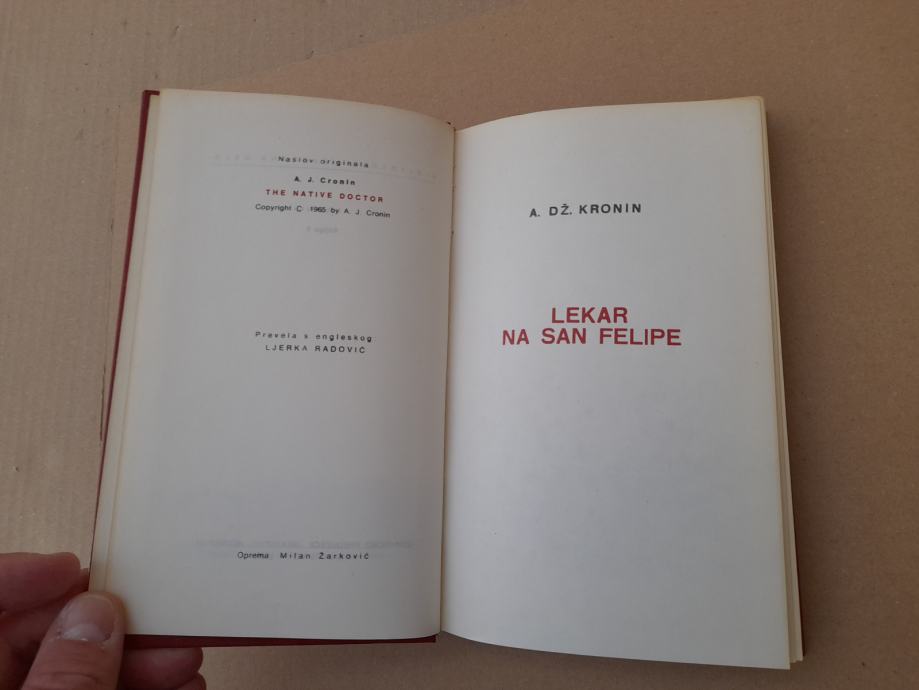 Naslov originala
A. J. Cronin
THE NATIVE DOCTOR
Copyright C 1965 by A. J. Cronin
Prevela s engleskog
LJERKA RADOVIĆ
Oprema: Milan Žarković
A. DŽ. KRONIN
LEKAR
NA SAN FELIPE